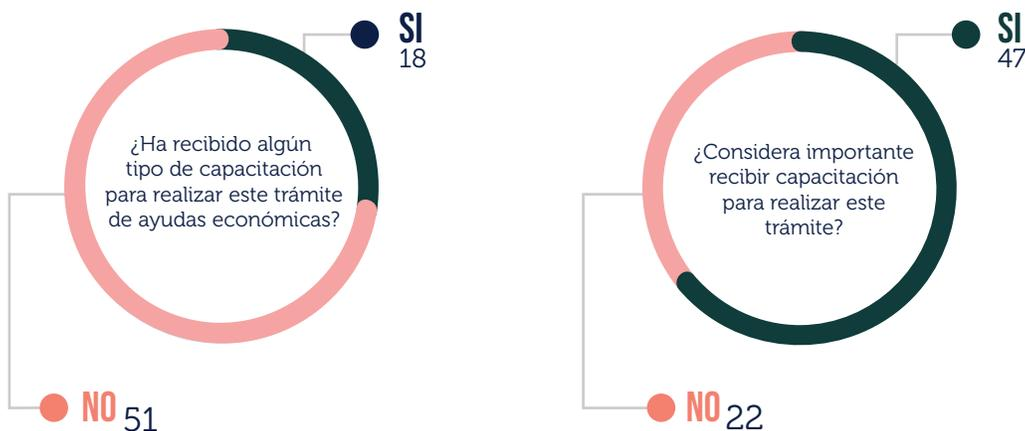 SI
18
¿Ha recibido algún
tipo de capacitación
para realizar este trámite
de ayudas económicas?
NO 51
SI
47
¿Considera importante
recibir capacitación
para realizar este
trámite?
NO 22